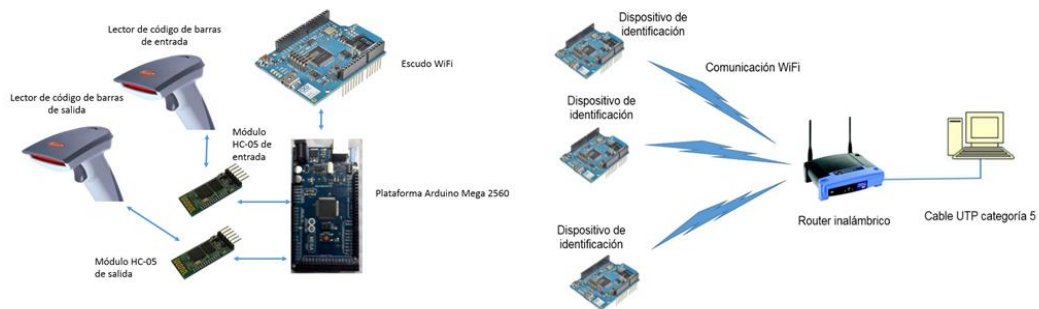 Lector de código de barras
de entrada
Escudo WiFi
Lector de código de barras
de salida
Módulo
HC-05 de
entrada
Plataforma Arduino Mega 2560
Módulo HC-05
de salida
Dispositivo de
identificación
Comunicación WiFi
Dispositivo de
identificación
Dispositivo de
identificación
Router inalámbrico
Cable UTP categoría 5